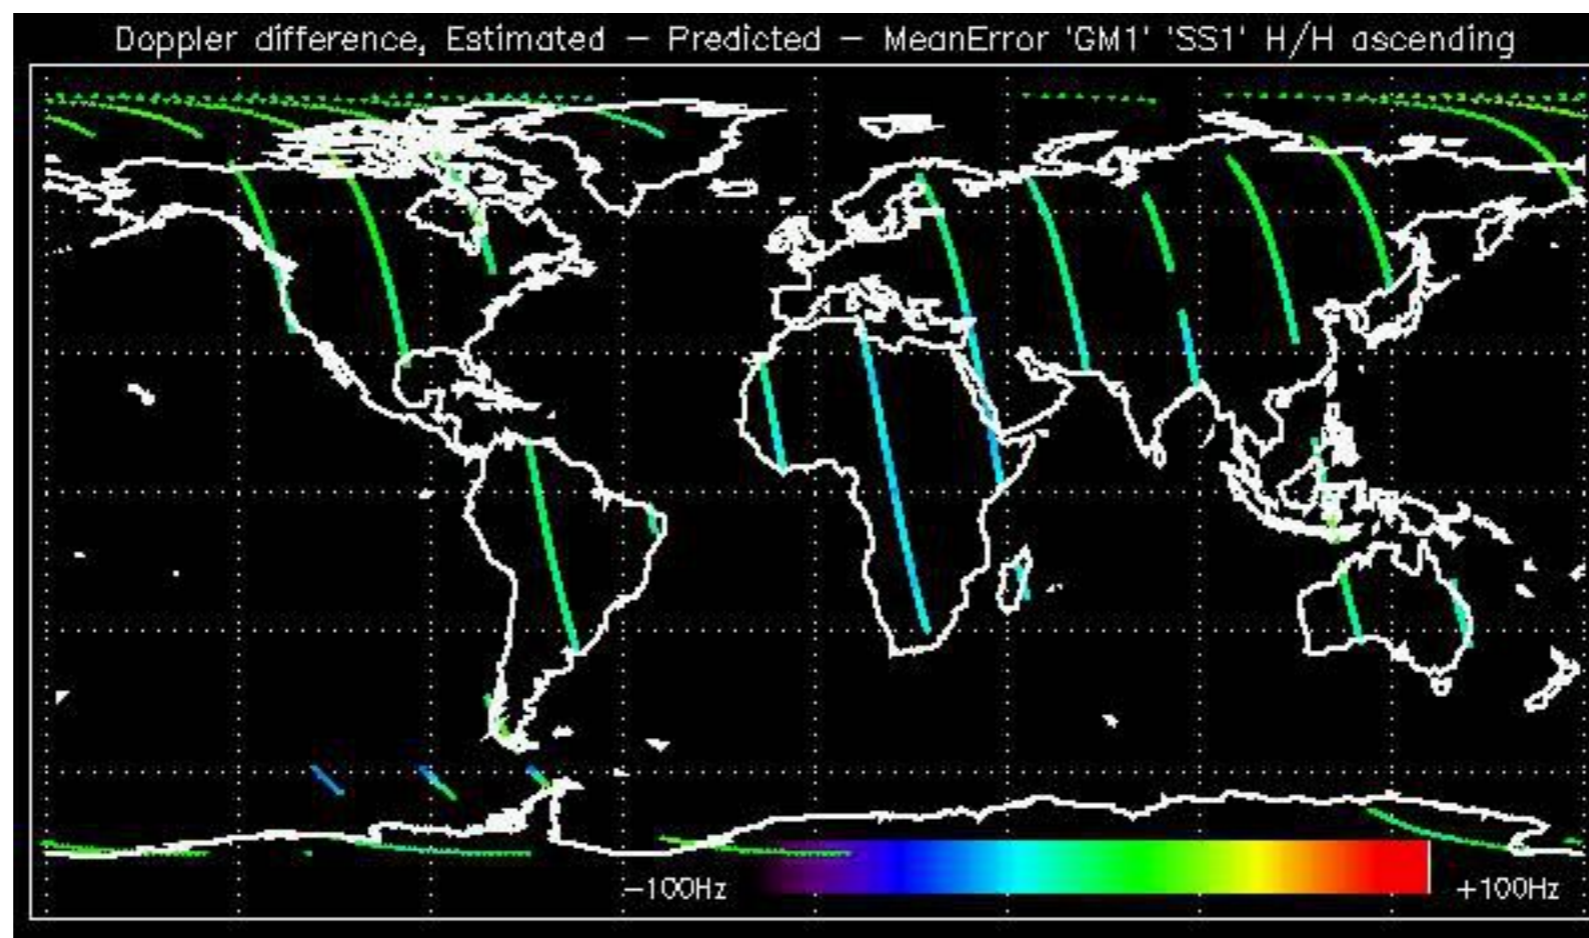 Doppler difference, Estimated – Predicted – MeanError 'GM1' 'SS1' H/H ascending
–100Hz
+100Hz